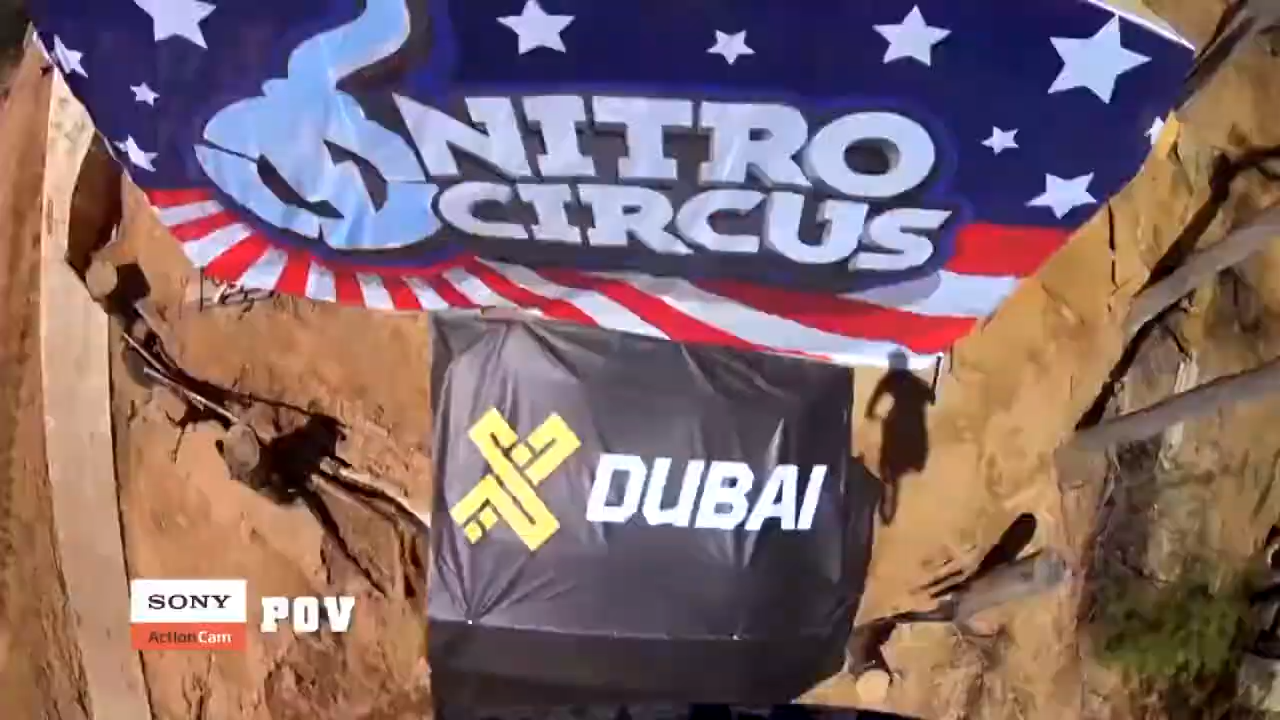 NITRO
CIRCUS
X DUBAI
SONY
ActionCam
POV